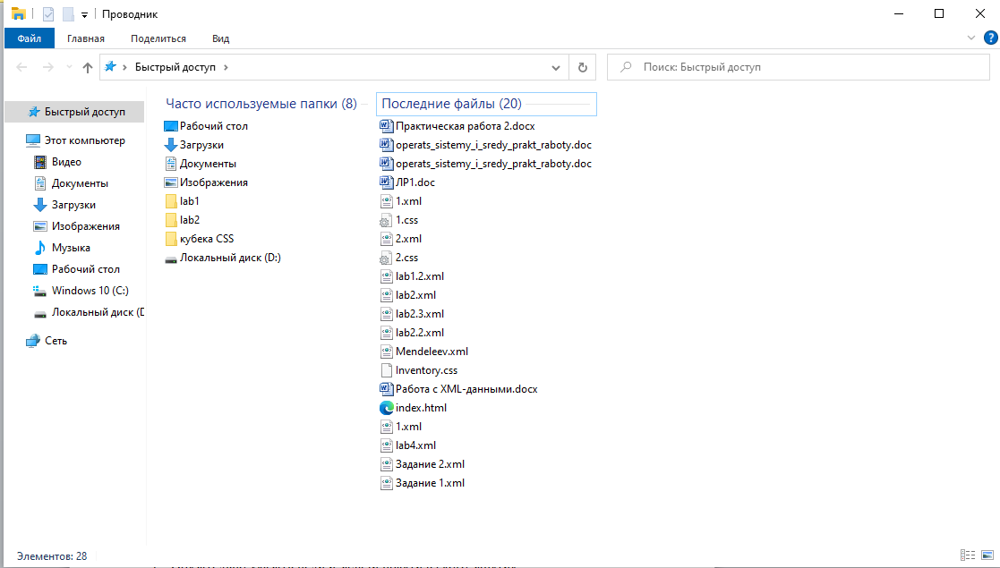 Проводник
Файл Главная Поделиться Вид
Быстрый доступ
Поиск: Быстрый доступ
Быстрый доступ
Этот компьютер
Видео
Документы
Загрузки
Изображения
Музыка
Рабочий стол
Windows 10 (C:)
Локальный диск (D
Сеть
Часто используемые папки (8)
Рабочий стол
Загрузки
Документы
Изображения
lab1
lab2
кубека CSS
Локальный диск (D:)
Последние файлы (20)
Практическая работа 2.docx
operats_sistemy_i_sredy_prakt_raboty.doc
operats_sistemy_i_sredy_prakt_raboty.doc
ЛР1.doc
1.xml
1.css
2.xml
2.css
lab1.2.xml
lab2.xml
lab2.3.xml
lab2.2.xml
Mendeleev.xml
Inventory.css
Работа с XML-данными.docx
index.html
1.xml
lab4.xml
Задание 2.xml
Задание 1.xml
Элементов: 28